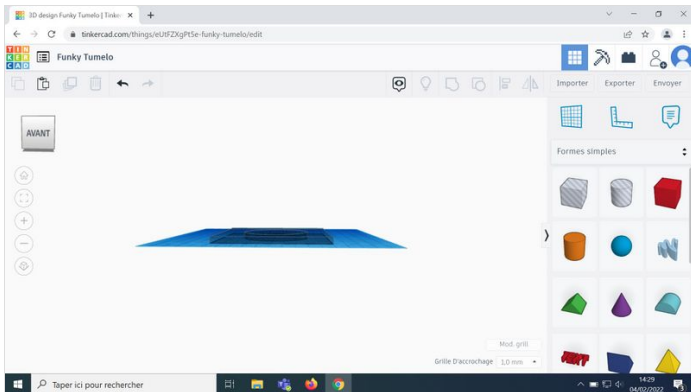 3D design Funky Tumelo | Tinker
tinkercad.com/things/eUtFZXgPtSe-funky-tumelo/edit
TIN
KER
CAD
Funky Tumelo
Importer
Exporter
Envoyer
AVANT
Formes simples
Mod. grill.
Grille D'accrochage
1,0 mm
Taper ici pour rechercher
14:29
04/02/2022